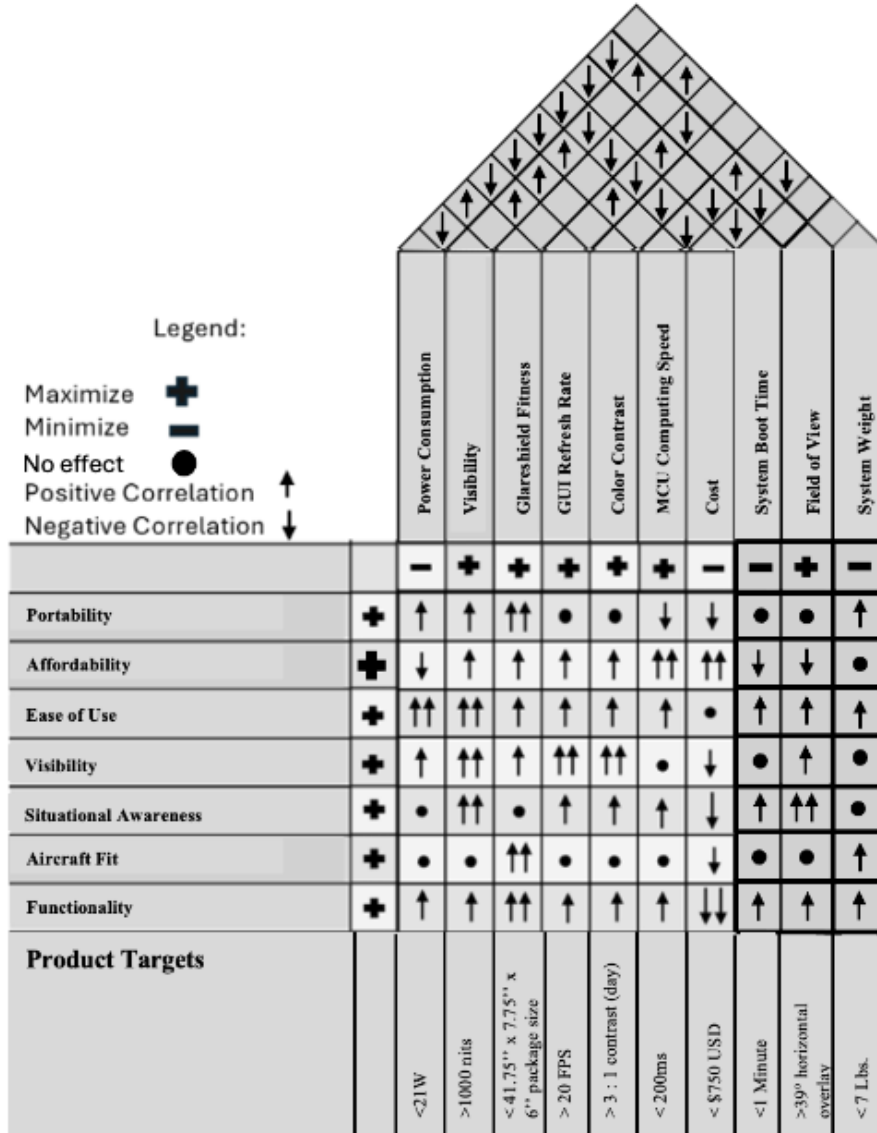 Legend:
Maximize
Minimize
No effect
Positive Correlation
Negative Correlation
Power Consumption
Visibility
Glareshield Fitness
GUI Refresh Rate
Color Contrast
MCU Computing Speed
Cost
System Boot Time
Field of View
System Weight
Portability
Affordability
Ease of Use
Visibility
Situational Awareness
Aircraft Fit
Functionality
Product Targets
<21W
>1000 nits
< 41.75'' x 7.75'' x
6'' package size
> 20 FPS
> 3 : 1 contrast (day)
< 200ms
< $750 USD
<1 Minute
>39° horizontal
overlay
< 7 Lbs.